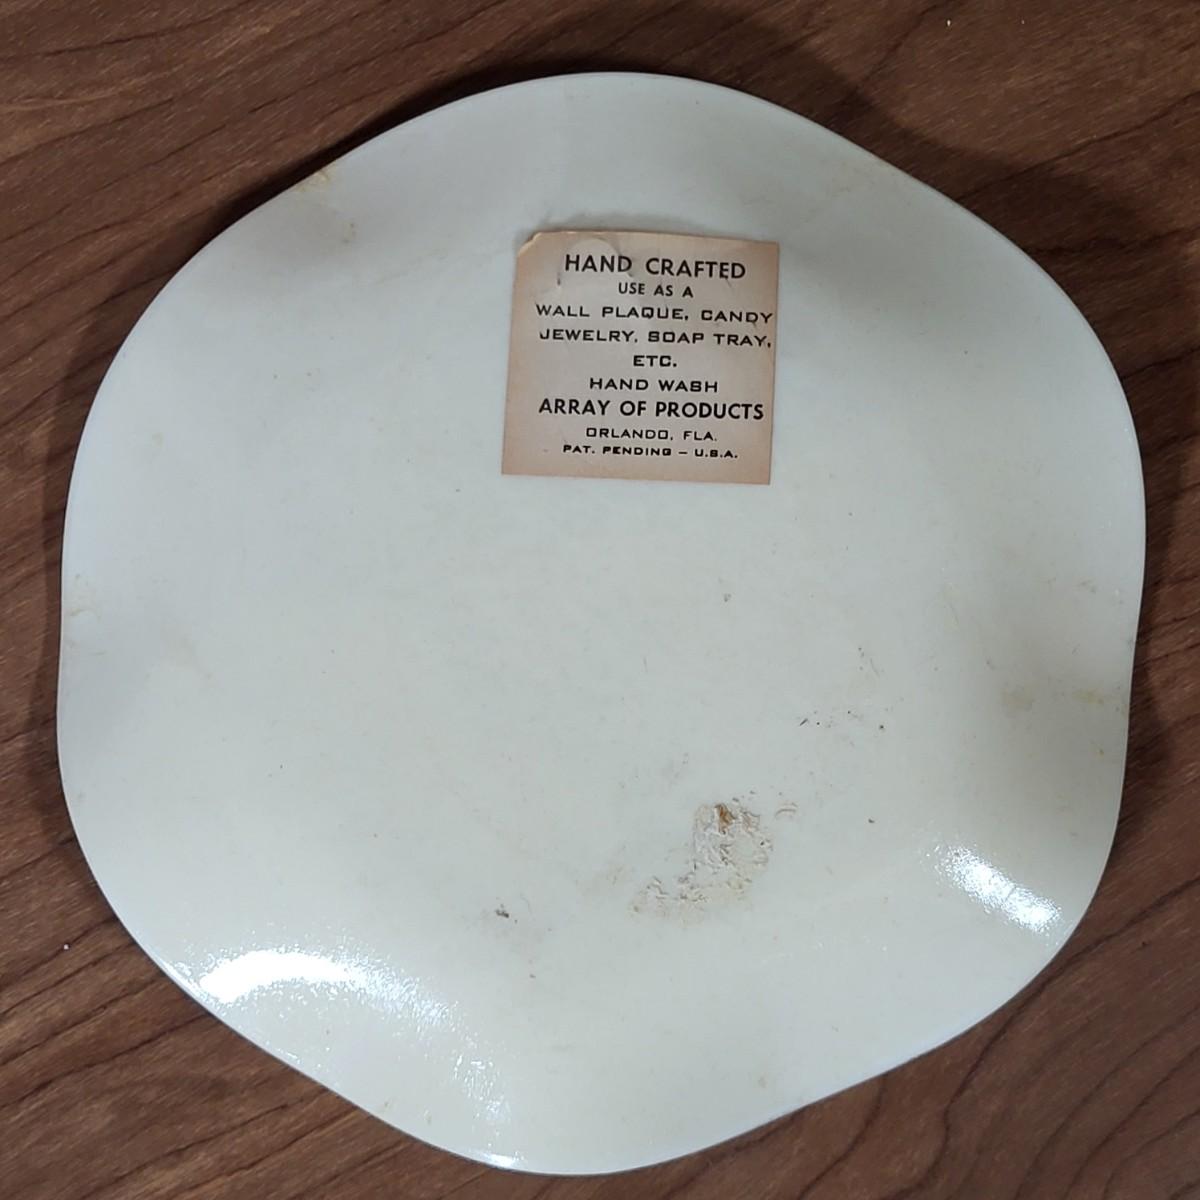 HAND CRAFTED
USE AS A
WALL PLAQUE, CANDY
JEWELRY, SOAP TRAY,
ETC.
HAND WASH
ARRAY OF PRODUCTS
ORLANDO, FLA.
PAT. PENDING – U.S.A.